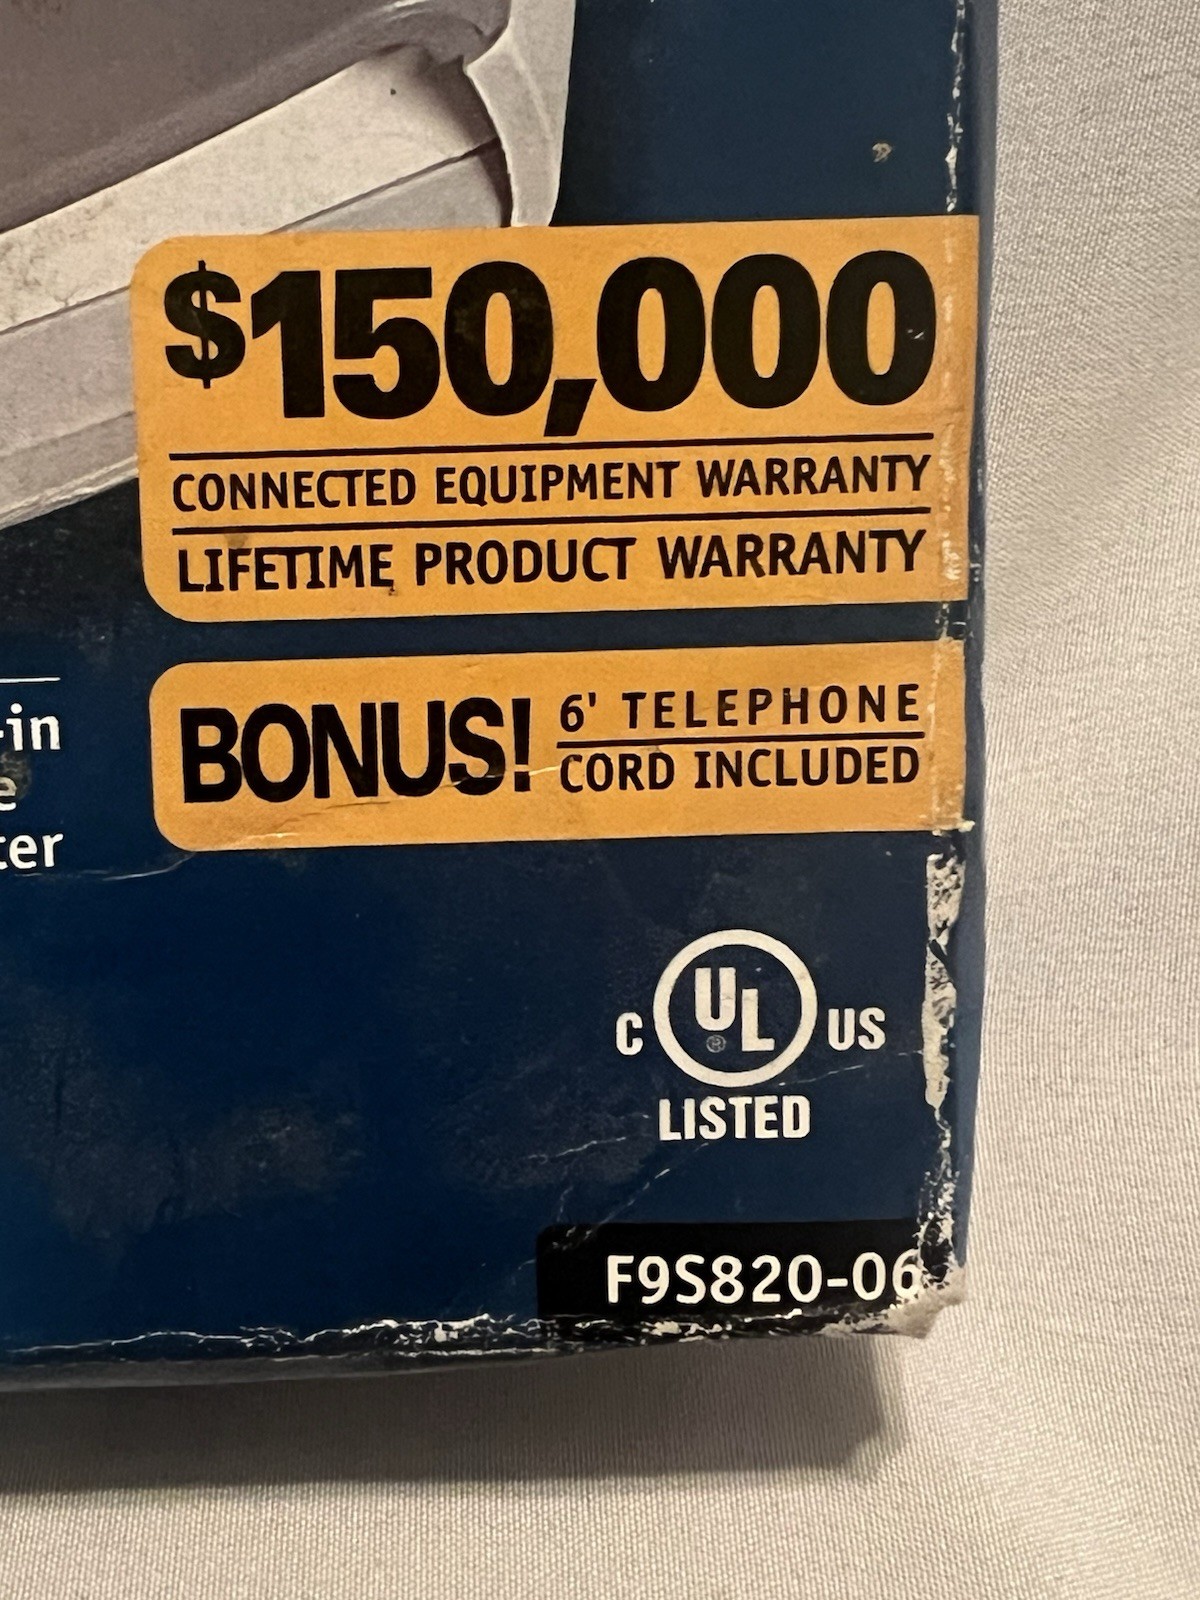 $150,000
CONNECTED EQUIPMENT WARRANTY
LIFETIME PRODUCT WARRANTY
-in
BONUS!
6' TELEPHONE
CORD INCLUDED
e
ter
C UL® US
LISTED
F9S820-06